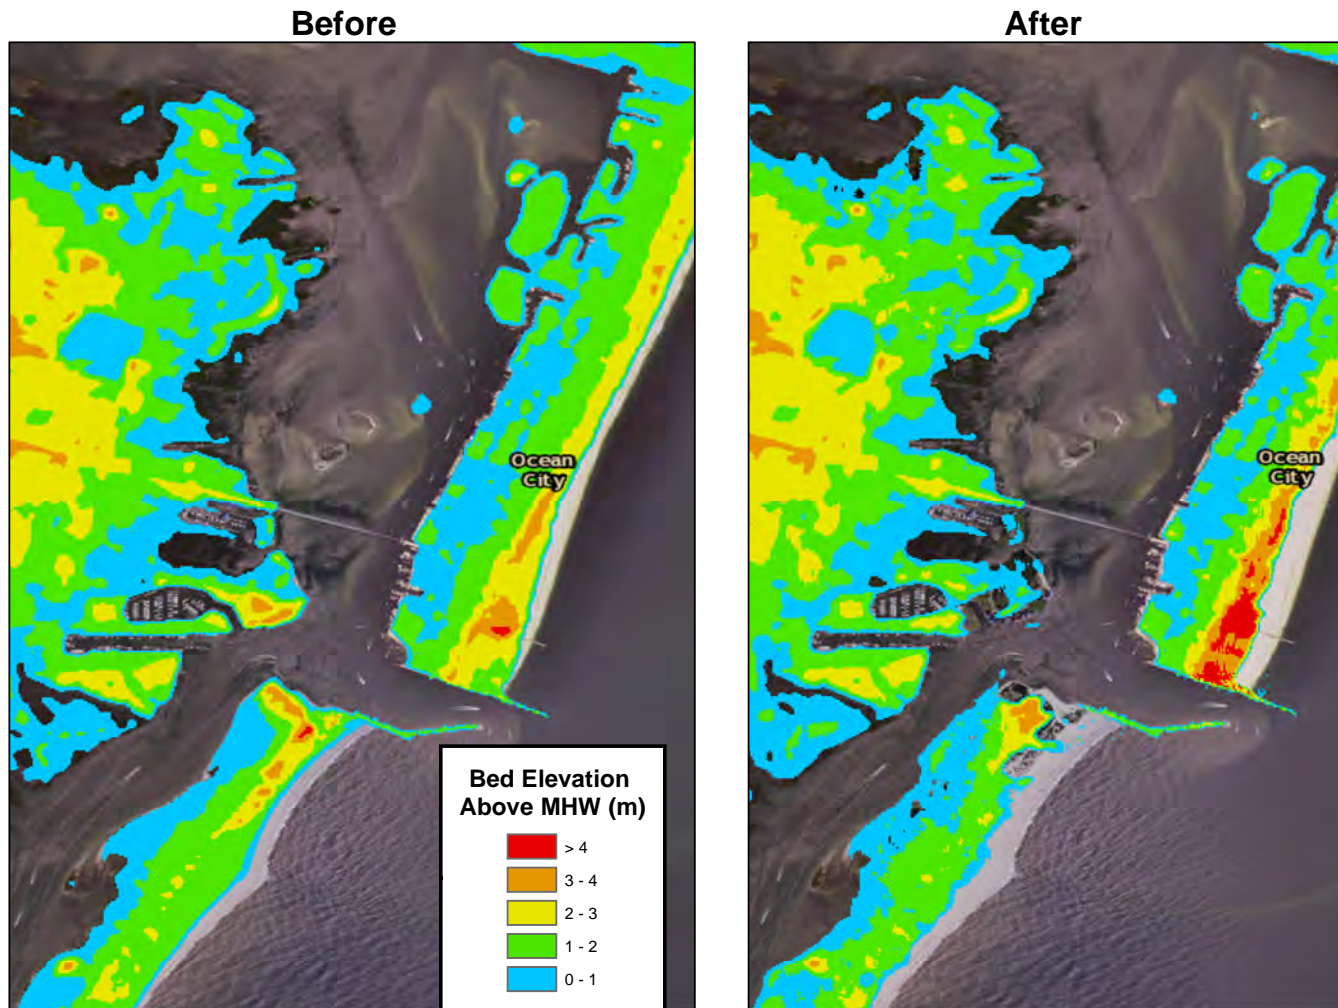 Before
After
Ocean
City
Ocean
City
Bed Elevation
Above MHW (m)
> 4
3 - 4
2 - 3
1 - 2
0 - 1